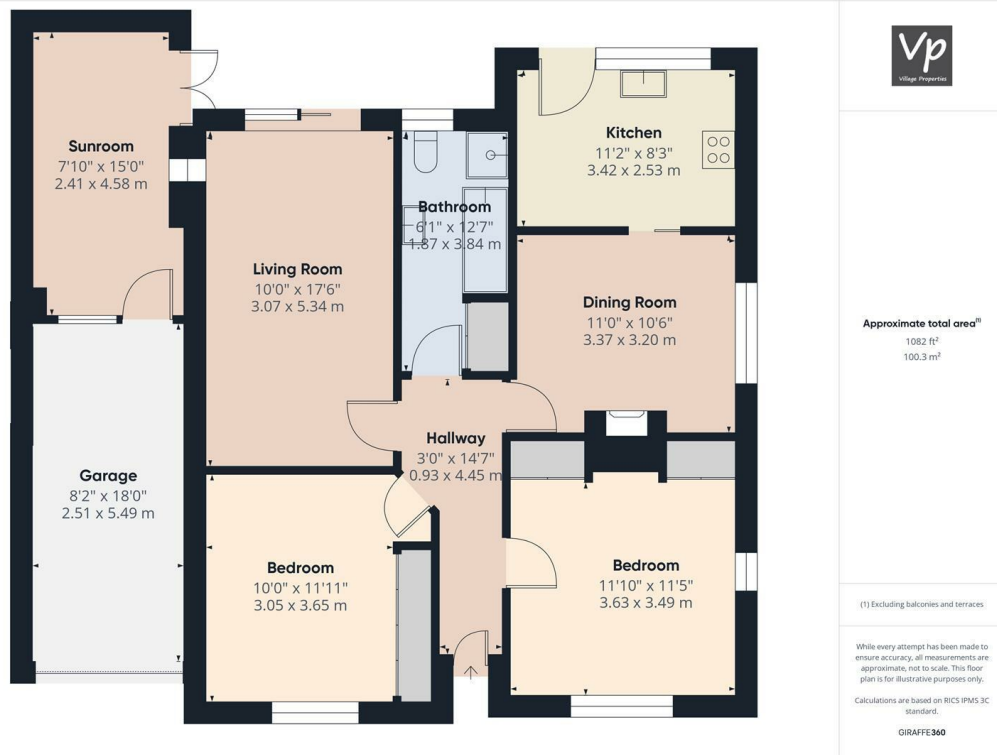 Sunroom
7'10" x 15'0"
2.41 x 4.58 m
Kitchen
11'2" x 8'3"
3.42 x 2.53 m
Bathroom
6'1" x 12'7"
1.87 x 3.84 m
Living Room
10'0" x 17'6"
3.07 x 5.34 m
Dining Room
11'0" x 10'6"
3.37 x 3.20 m
Hallway
3'0" x 14'7"
0.93 x 4.45 m
Garage
8'2" x 18'0"
2.51 x 5.49 m
Bedroom
10'0" x 11'11"
3.05 x 3.65 m
Bedroom
11'10" x 11'5"
3.63 x 3.49 m
Vp
Village Properties
Approximate total area(1)
1082 ft²
100.3 m²
(1) Excluding balconies and terraces
While every attempt has been made to
ensure accuracy, all measurements are
approximate, not to scale. This floor
plan is for illustrative purposes only.
Calculations are based on RICS IPMS 3C
standard.
GIRAFFE360